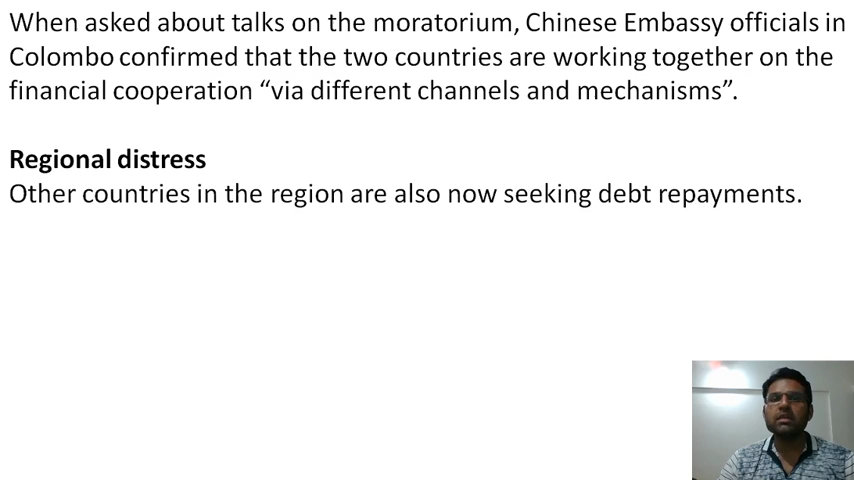 When asked about talks on the moratorium, Chinese Embassy officials in
Colombo confirmed that the two countries are working together on the
financial cooperation “via different channels and mechanisms”.
Regional distress
Other countries in the region are also now seeking debt repayments.